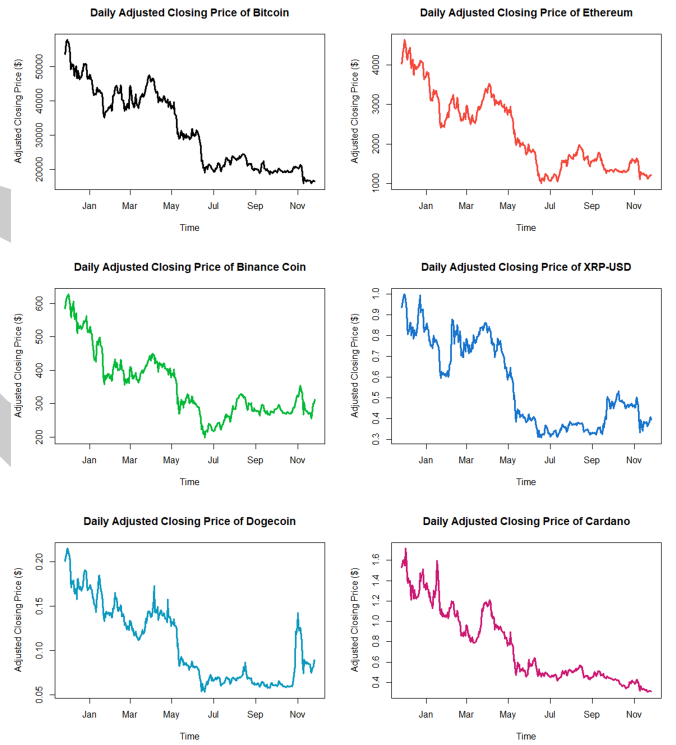 Daily Adjusted Closing Price of Bitcoin
Adjusted Closing Price ($)
50000
40000
30000
20000
Jan Mar May Jul Sep Nov
Time
Daily Adjusted Closing Price of Ethereum
Adjusted Closing Price ($)
4000
3000
2000
1000
Jan Mar May Jul Sep Nov
Time
Daily Adjusted Closing Price of Binance Coin
Adjusted Closing Price ($)
600
500
400
300
200
Jan Mar May Jul Sep Nov
Time
Daily Adjusted Closing Price of XRP-USD
Adjusted Closing Price ($)
1.0
0.9
0.8
0.7
0.6
0.5
0.4
0.3
Jan Mar May Jul Sep Nov
Time
Daily Adjusted Closing Price of Dogecoin
Adjusted Closing Price ($)
0.20
0.15
0.10
0.05
Jan Mar May Jul Sep Nov
Time
Daily Adjusted Closing Price of Cardano
Adjusted Closing Price ($)
1.6
1.4
1.2
1.0
0.8
0.6
0.4
Jan Mar May Jul Sep Nov
Time